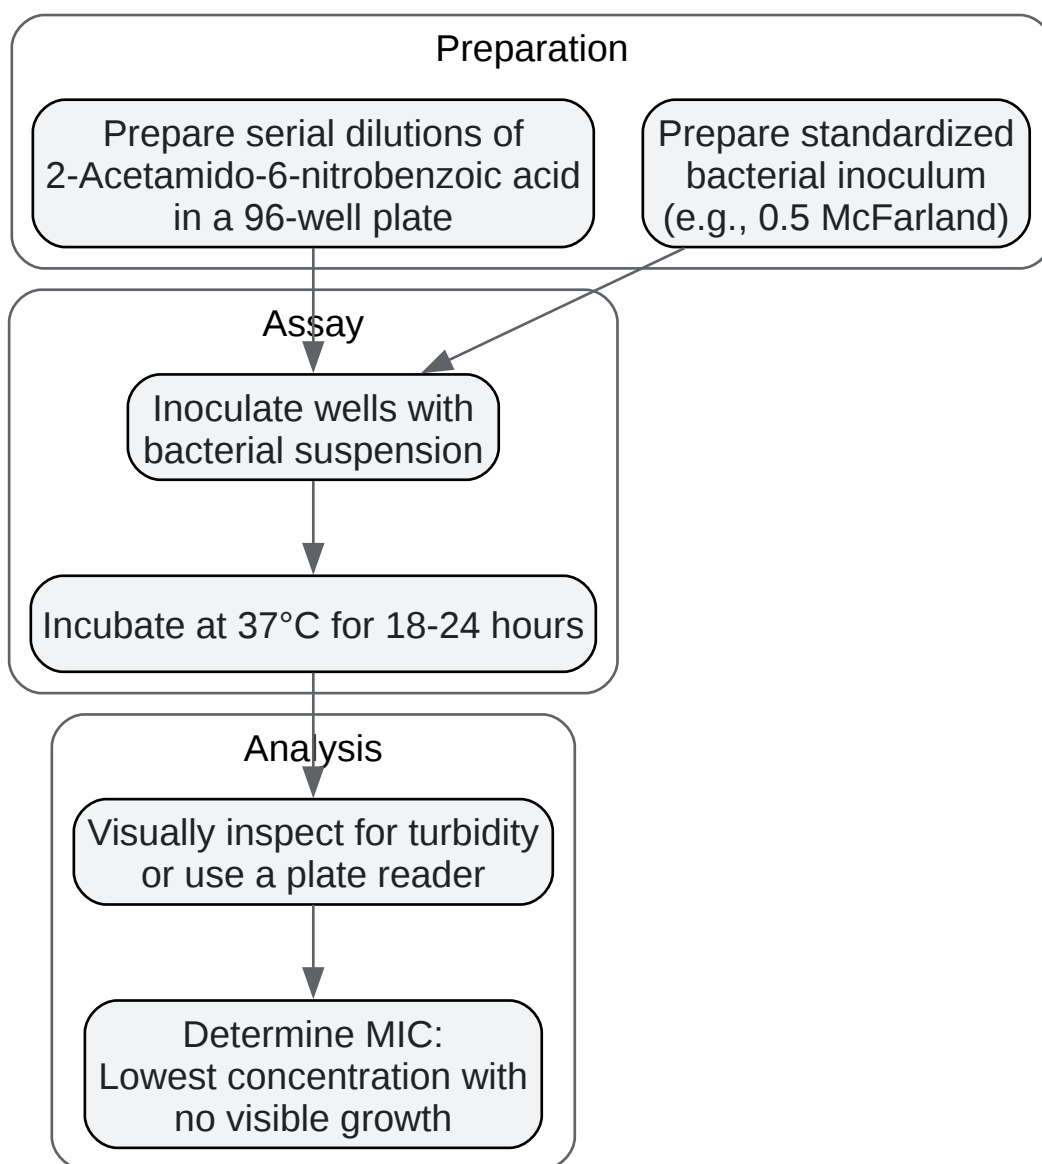 Preparation
Prepare serial dilutions of
2-Acetamido-6-nitrobenzoic acid
in a 96-well plate
Prepare standardized
bacterial inoculum
(e.g., 0.5 McFarland)
Assay
Inoculate wells with
bacterial suspension
Incubate at 37°C for 18-24 hours
Analysis
Visually inspect for turbidity
or use a plate reader
Determine MIC:
Lowest concentration with
no visible growth